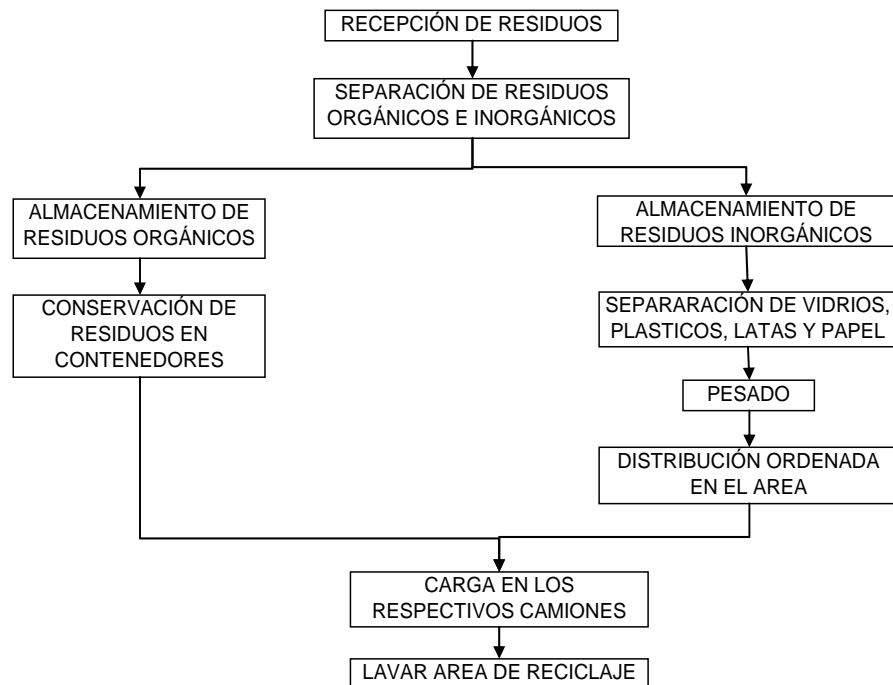 RECEPCIÓN DE RESIDUOS
SEPARACIÓN DE RESIDUOS
ORGÁNICOS E INORGÁNICOS
ALMACENAMIENTO DE
RESIDUOS ORGÁNICOS
ALMACENAMIENTO DE
RESIDUOS INORGÁNICOS
CONSERVACIÓN DE
RESIDUOS EN
CONTENEDORES
SEPARARACIÓN DE VIDRIOS,
PLASTICOS, LATAS Y PAPEL
PESADO
DISTRIBUCIÓN ORDENADA
EN EL AREA
CARGA EN LOS
RESPECTIVOS CAMIONES
LAVAR AREA DE RECICLAJE